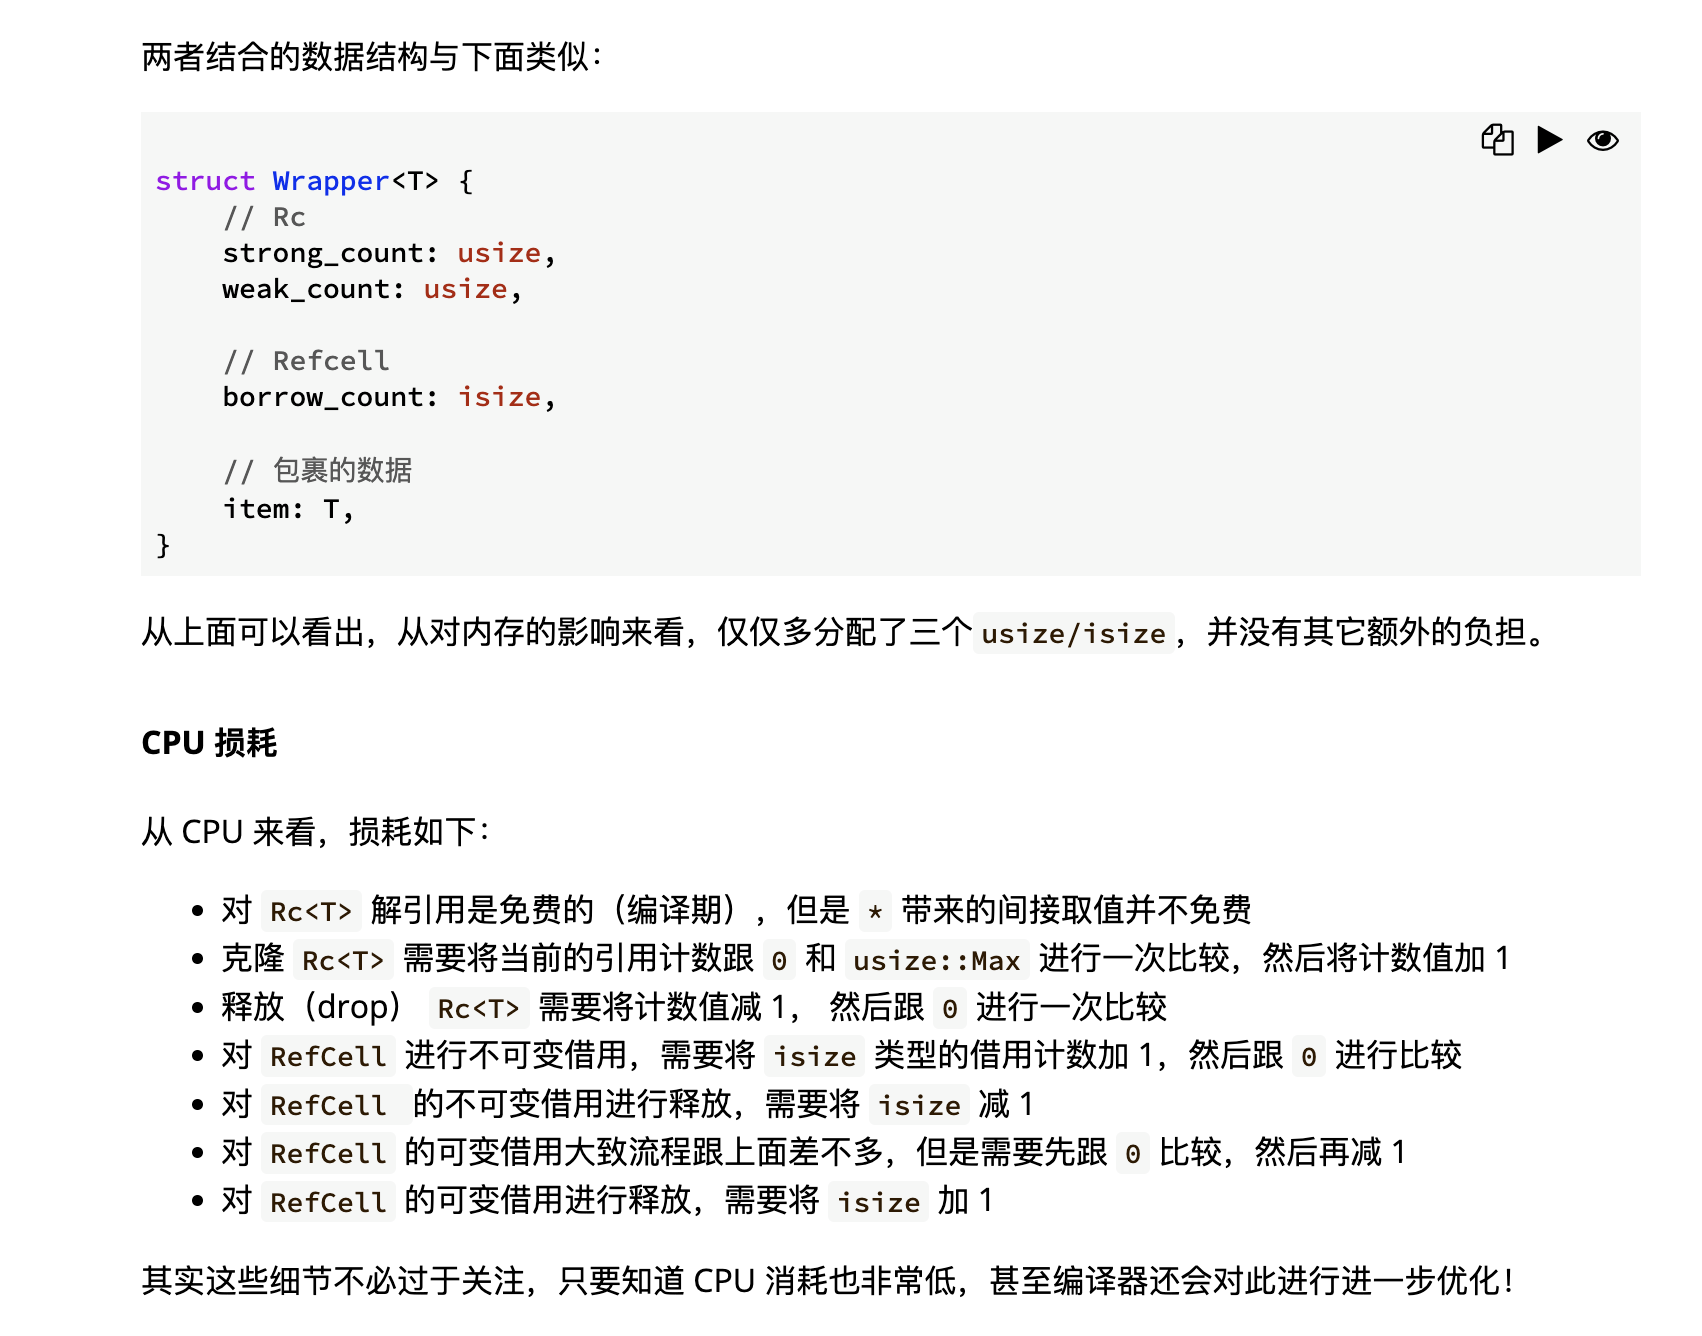 两者结合的数据结构与下面类似：
struct Wrapper<T> {
    // Rc
    strong_count: usize,
    weak_count: usize,
    // Refcell
    borrow_count: isize,
    // 包裹的数据
    item: T,
}
从上面可以看出，从对内存的影响来看，仅仅多分配了三个usize/isize，并没有其它额外的负担。
CPU 损耗
从 CPU 来看，损耗如下：
• 对 Rc<T> 解引用是免费的（编译期），但是 * 带来的间接取值并不免费
• 克隆 Rc<T> 需要将当前的引用计数跟 0 和 usize::Max 进行一次比较，然后将计数值加 1
• 释放（drop） Rc<T> 需要将计数值减 1， 然后跟 0 进行一次比较
• 对 RefCell 进行不可变借用，需要将 isize 类型的借用计数加 1，然后跟 0 进行比较
• 对 RefCell 的不可变借用进行释放，需要将 isize 减 1
• 对 RefCell 的可变借用大致流程跟上面差不多，但是需要先跟 0 比较，然后再减 1
• 对 RefCell 的可变借用进行释放，需要将 isize 加 1
其实这些细节不必过于关注，只要知道 CPU 消耗也非常低，甚至编译器还会对此进行进一步优化！